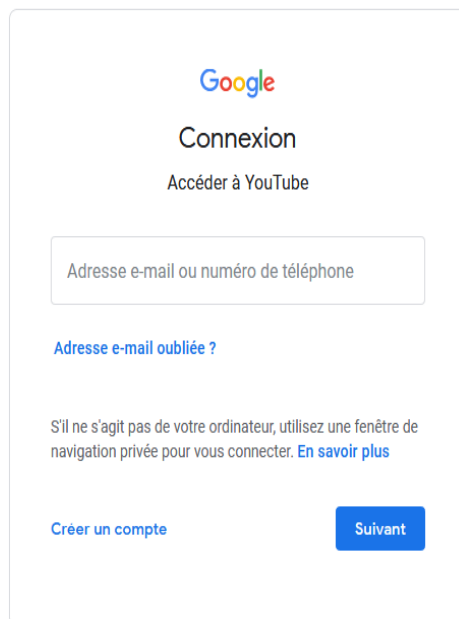 Google
Connexion
Accéder à YouTube
Adresse e-mail ou numéro de téléphone
Adresse e-mail oubliée ?
S'il ne s'agit pas de votre ordinateur, utilisez une fenêtre de
navigation privée pour vous connecter. En savoir plus
Créer un compte
Suivant